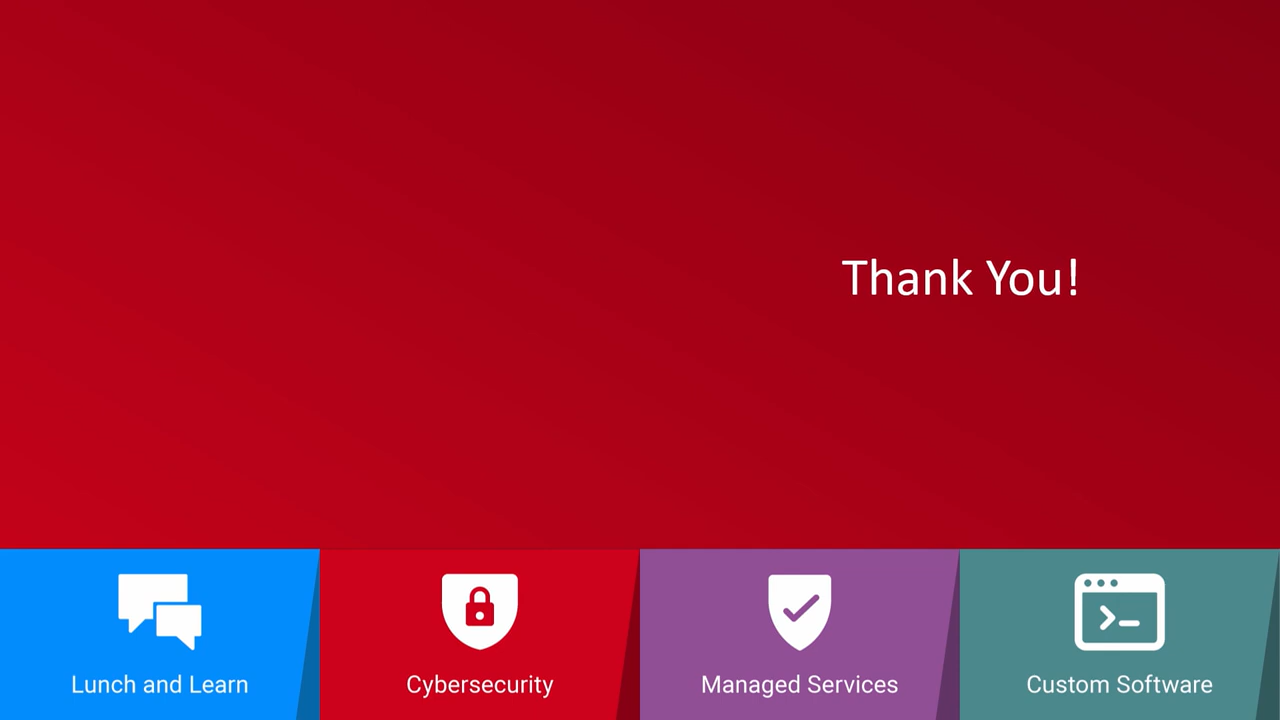 Thank You!
Lunch and Learn
Cybersecurity
Managed Services
Custom Software